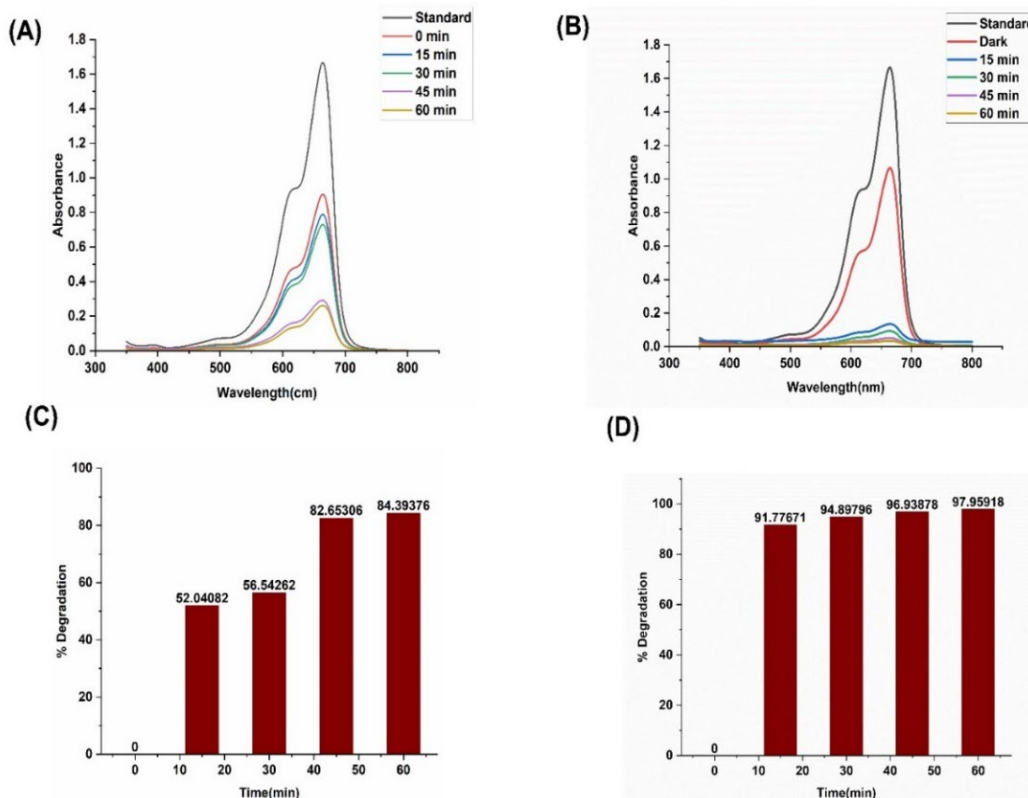 (A)
Standard
0 min
15 min
30 min
45 min
60 min
1.8
1.6
1.4
1.2
1.0
0.8
0.6
0.4
0.2
0.0
Absorbance
300 400 500 600 700 800
Wavelength(cm)
(B)
Standard
Dark
15 min
30 min
45 min
60 min
1.8
1.6
1.4
1.2
1.0
0.8
0.6
0.4
0.2
0.0
Absorbance
300 400 500 600 700 800
Wavelength(nm)
(C)
100
80
60
40
20
0
% Degradation
0
52.04082
56.54262
82.65306
84.39376
0 10 20 30 40 50 60
Time(min)
(D)
100
80
60
40
20
0
% Degradation
0
91.77671
94.89796
96.93878
97.95918
0 10 20 30 40 50 60
Time(min)